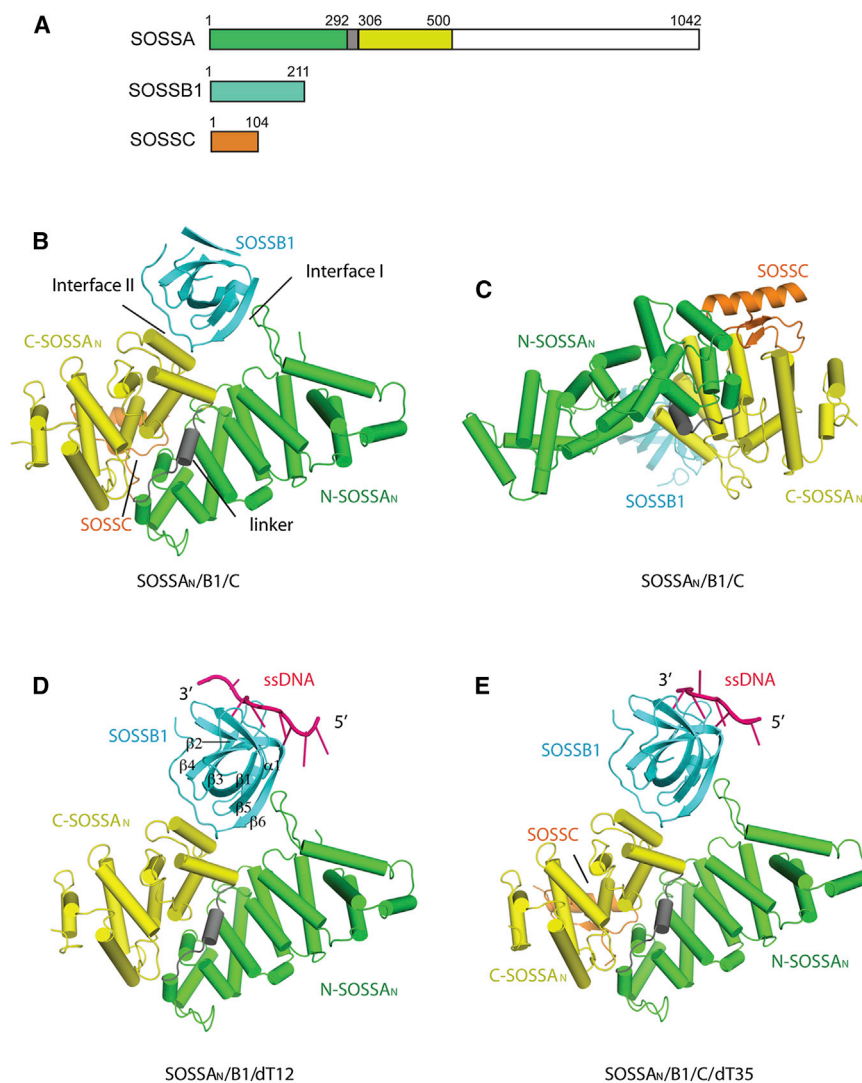 A
1 292 306 500 1042
SOSSA
1 211
SOSSB1
1 104
SOSSC
B
SOSSB1
Interface II
Interface I
C-SOSSAN
N-SOSSAN
SOSSC
linker
SOSSAN/B1/C
C
SOSSC
N-SOSSAN
SOSSB1
C-SOSSAN
SOSSAN/B1/C
D
3′
ssDNA
5′
SOSSB1
β2
β4
β3
β1
α1
β5
β6
C-SOSSAN
N-SOSSAN
SOSSAN/B1/dT12
E
3′
ssDNA
5′
SOSSB1
SOSSC
C-SOSSAN
N-SOSSAN
SOSSAN/B1/C/dT35